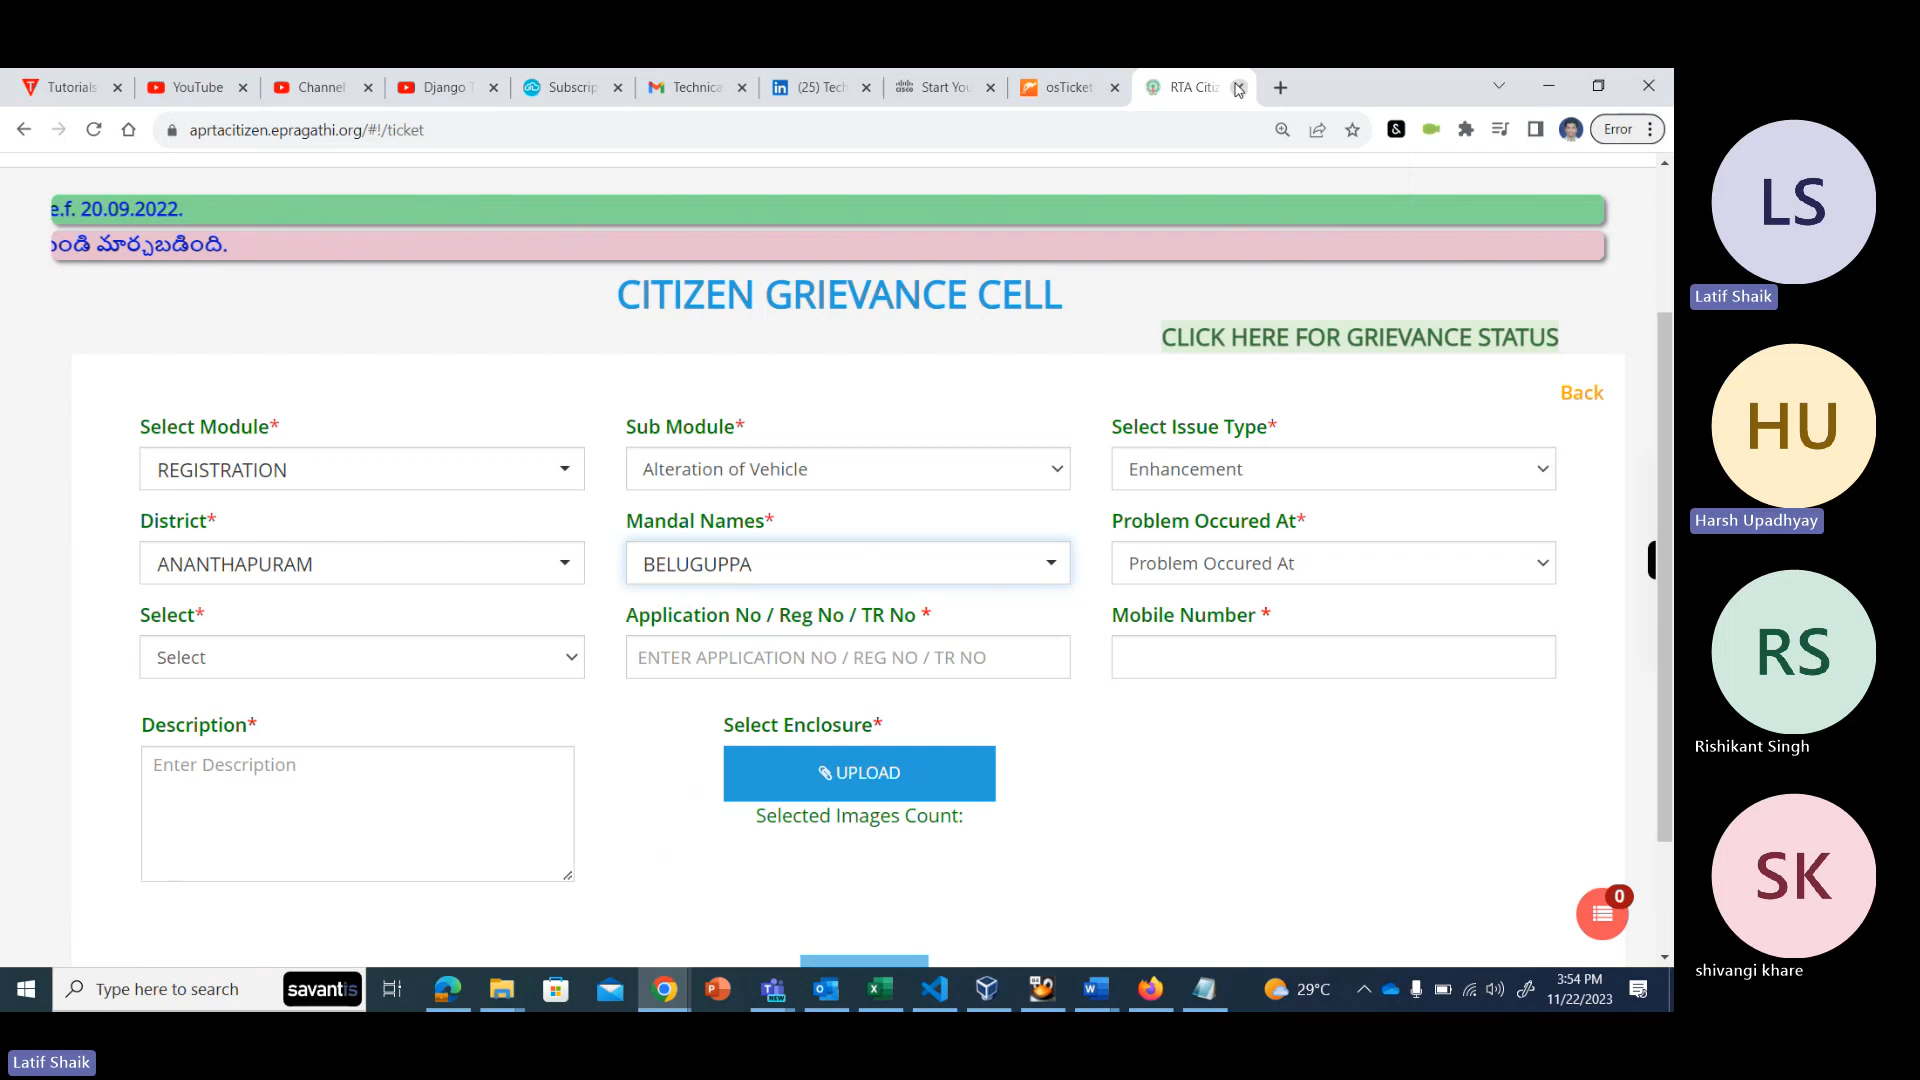 Tutorials
YouTube
Channel
Django T
Subscrip
Technica
(25) Tech
Start You
osTicket
RTA Citiz
aprtacitizen.epragathi.org/#!/ticket
Error
e.f. 20.09.2022.
నుండి మార్చబడింది.
CITIZEN GRIEVANCE CELL
CLICK HERE FOR GRIEVANCE STATUS
Back
Select Module* Sub Module* Select Issue Type*
REGISTRATION Alteration of Vehicle Enhancement
District* Mandal Names* Problem Occured At*
ANANTHAPURAM BELUGUPPA Problem Occured At
Select* Application No / Reg No / TR No * Mobile Number *
Select ENTER APPLICATION NO / REG NO / TR NO
Description* Select Enclosure*
Enter Description UPLOAD
Selected Images Count:
0
Type here to search savantis
29°C
3:54 PM
11/22/2023
LS
Latif Shaik
HU
Harsh Upadhyay
RS
Rishikant Singh
SK
shivangi khare
Latif Shaik